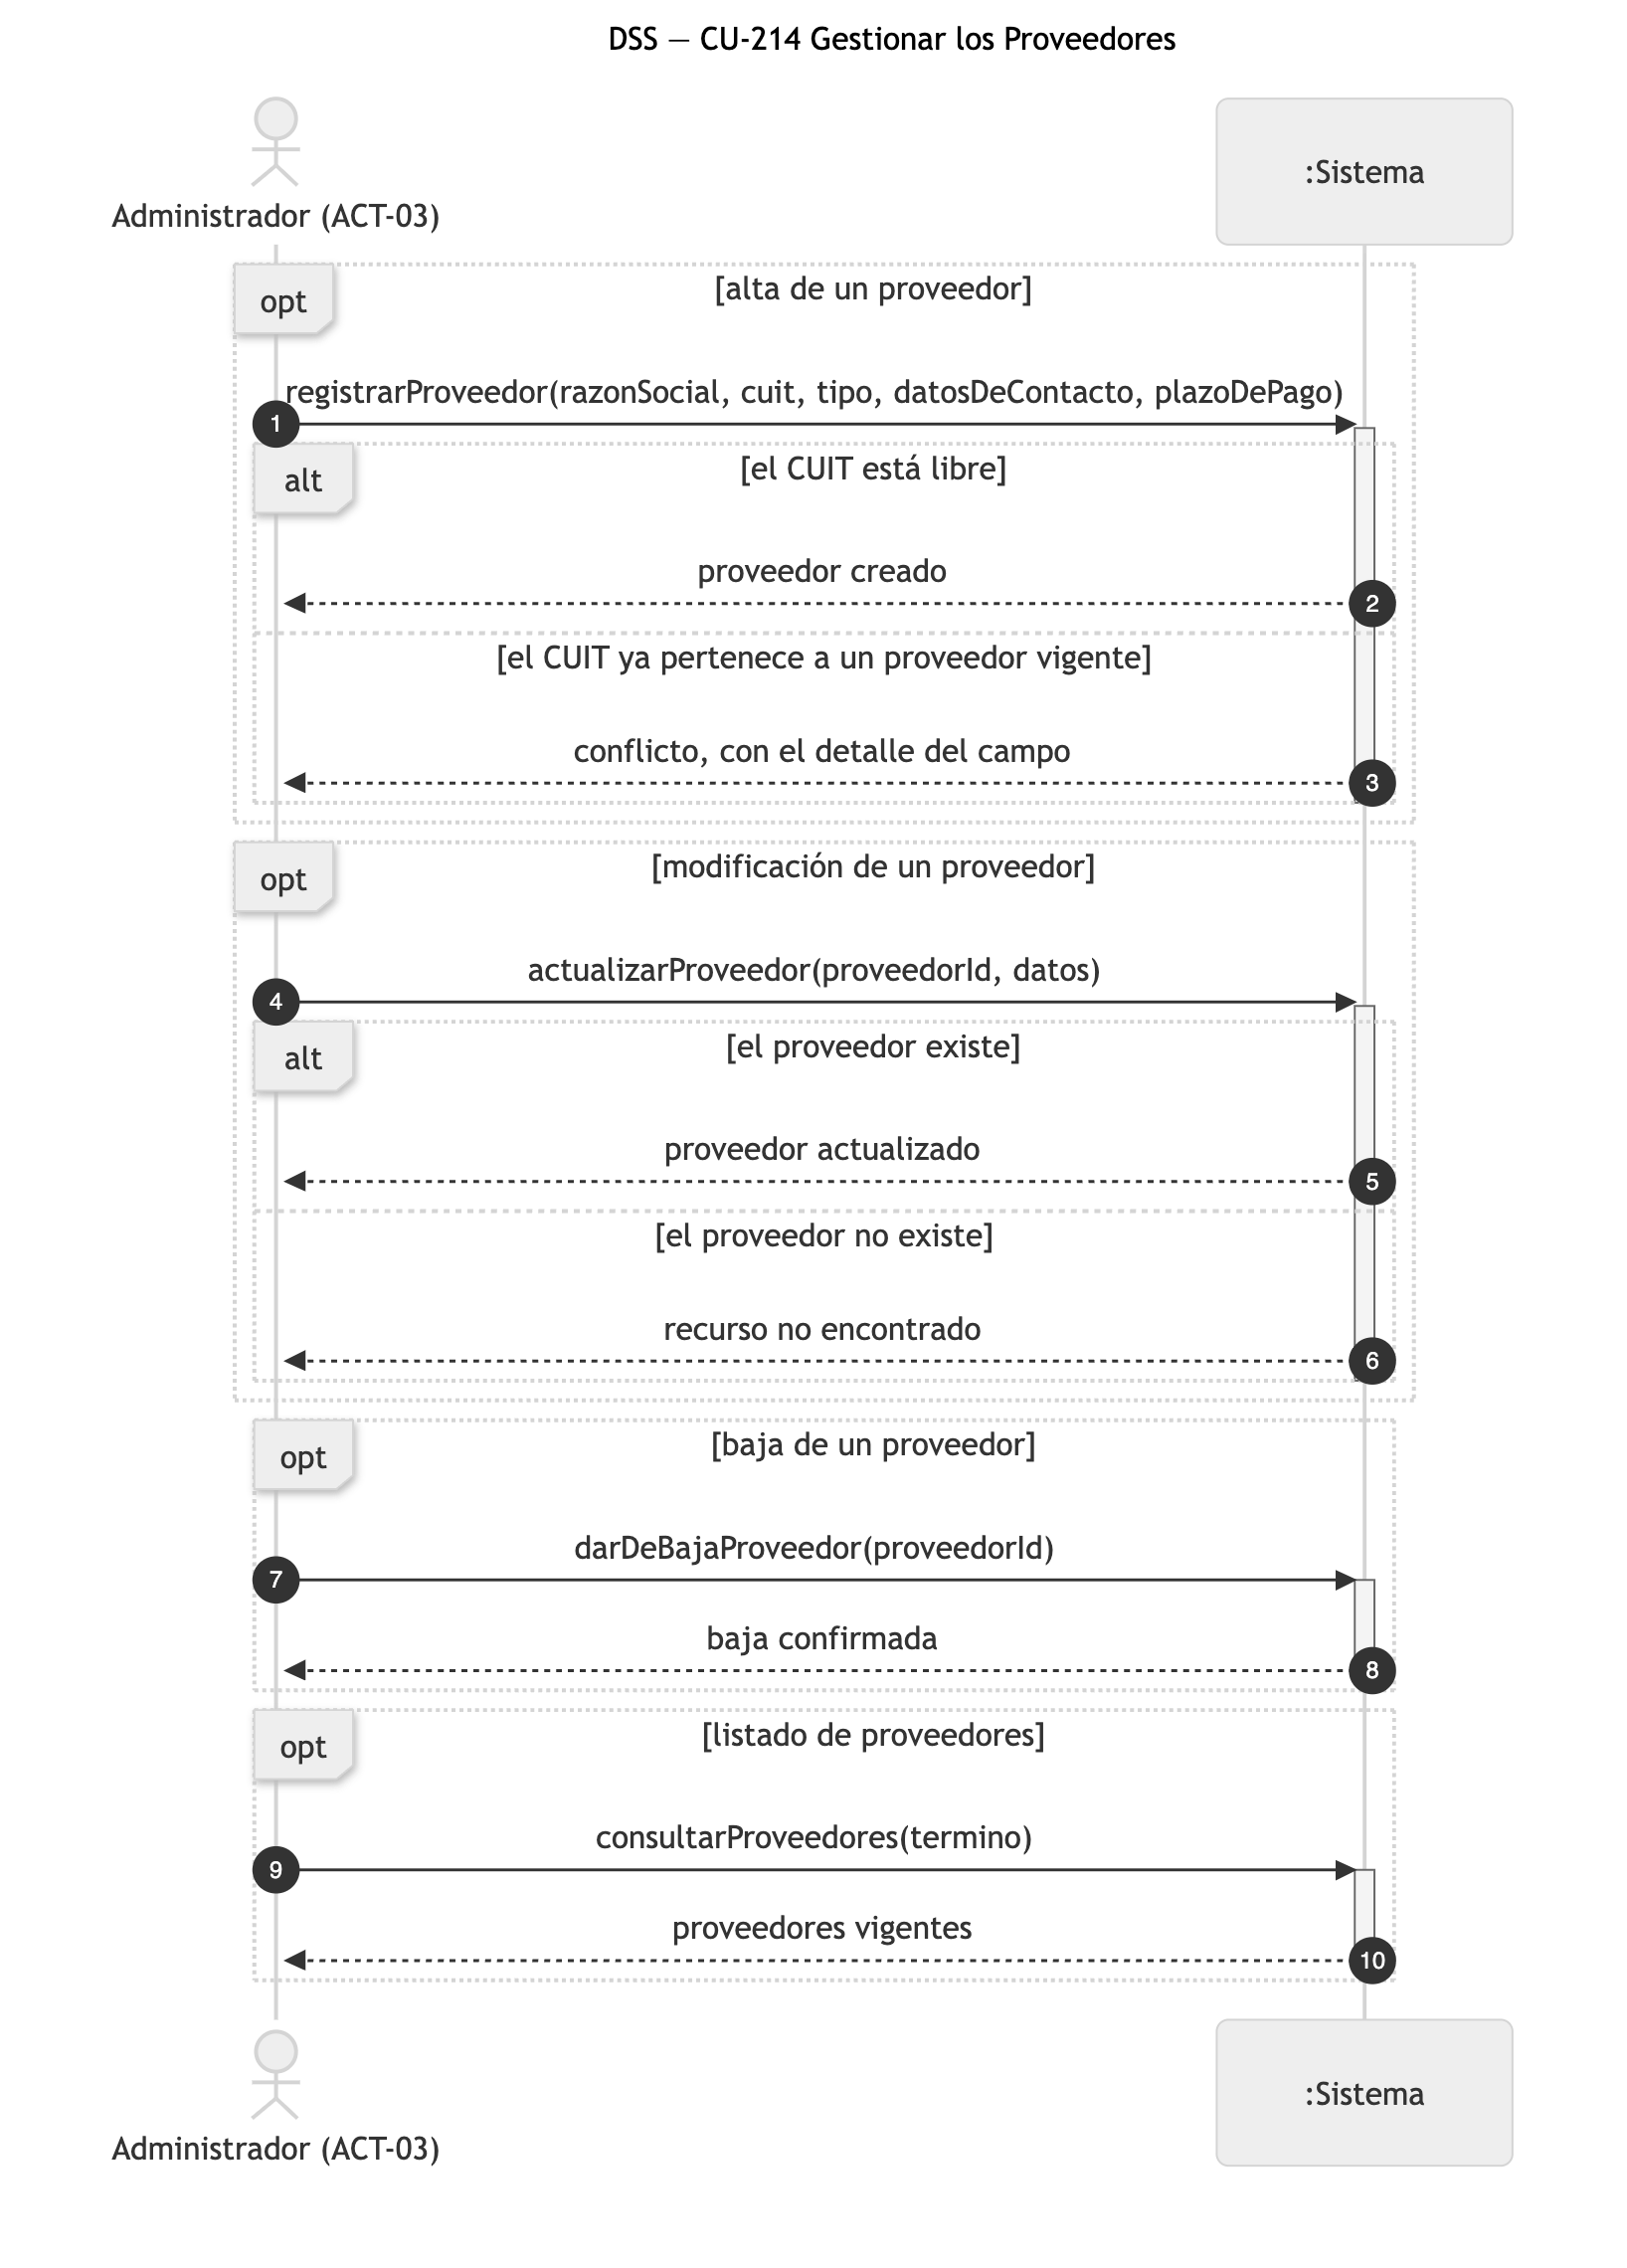 DSS — CU-214 Gestionar los Proveedores
Administrador (ACT-03)
:Sistema
opt
[alta de un proveedor]
registrarProveedor(razonSocial, cuit, tipo, datosDeContacto, plazoDePago)
1
alt
[el CUIT está libre]
proveedor creado
2
[el CUIT ya pertenece a un proveedor vigente]
conflicto, con el detalle del campo
3
opt
[modificación de un proveedor]
actualizarProveedor(proveedorId, datos)
4
alt
[el proveedor existe]
proveedor actualizado
5
[el proveedor no existe]
recurso no encontrado
6
opt
[baja de un proveedor]
darDeBajaProveedor(proveedorId)
7
baja confirmada
8
opt
[listado de proveedores]
consultarProveedores(termino)
9
proveedores vigentes
10
Administrador (ACT-03)
:Sistema